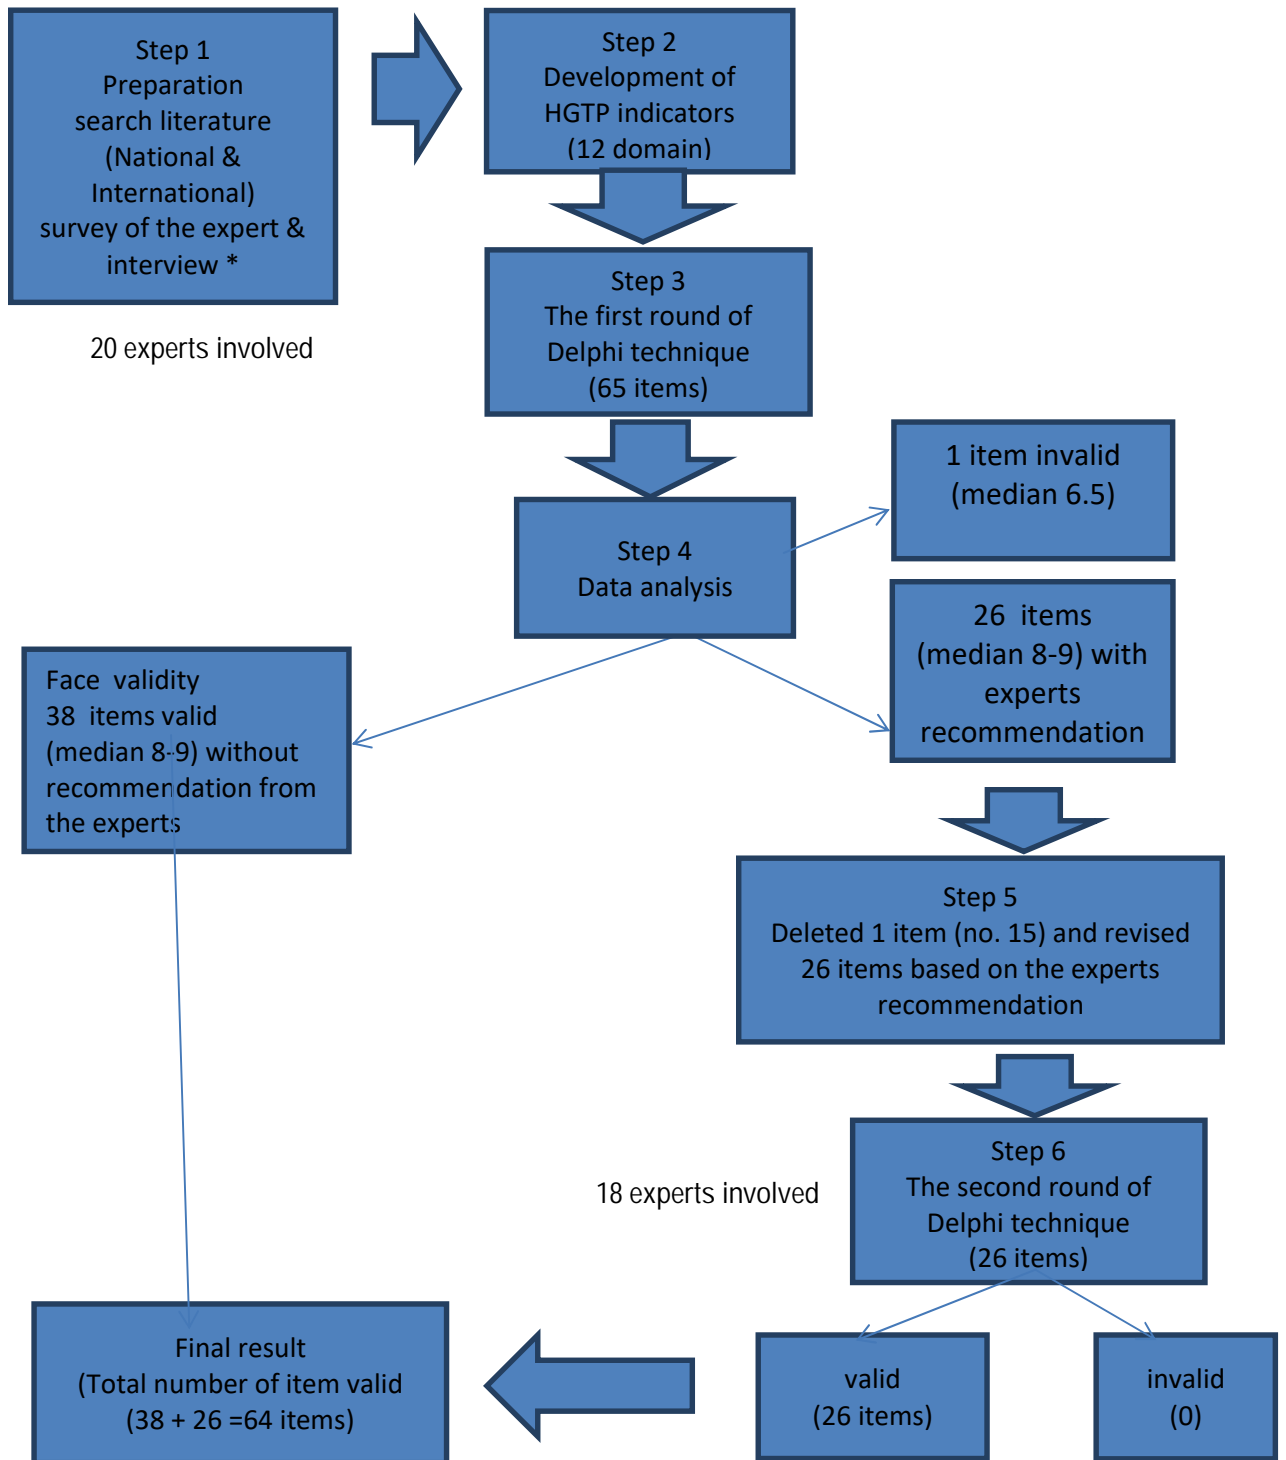 Step 1
Preparation
search literature
(National &
International)
survey of the expert &
interview *
20 experts involved
Step 2
Development of
HGTP indicators
(12 domain)
Step 3
The first round of
Delphi technique
(65 items)
Step 4
Data analysis
1 item invalid
(median 6.5)
26 items
(median 8-9) with
experts
recommendation
Face validity
38 items valid
(median 8-9) without
recommendation from
the experts
Step 5
Deleted 1 item (no. 15) and revised
26 items based on the experts
recommendation
18 experts involved
Step 6
The second round of
Delphi technique
(26 items)
Final result
(Total number of item valid
(38 + 26 =64 items)
valid
(26 items)
invalid
(0)